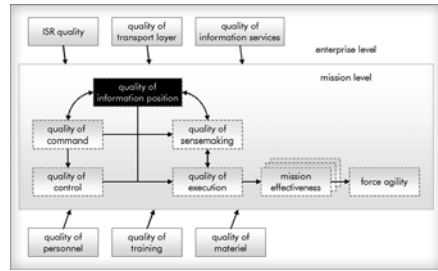 ISR quality
quality of
transport layer
quality of
information services
enterprise level
mission level
quality of
information position
quality of
command
quality of
sensemaking
quality of
control
quality of
execution
mission
effectiveness
force agility
quality of
personnel
quality of
training
quality of
materiel